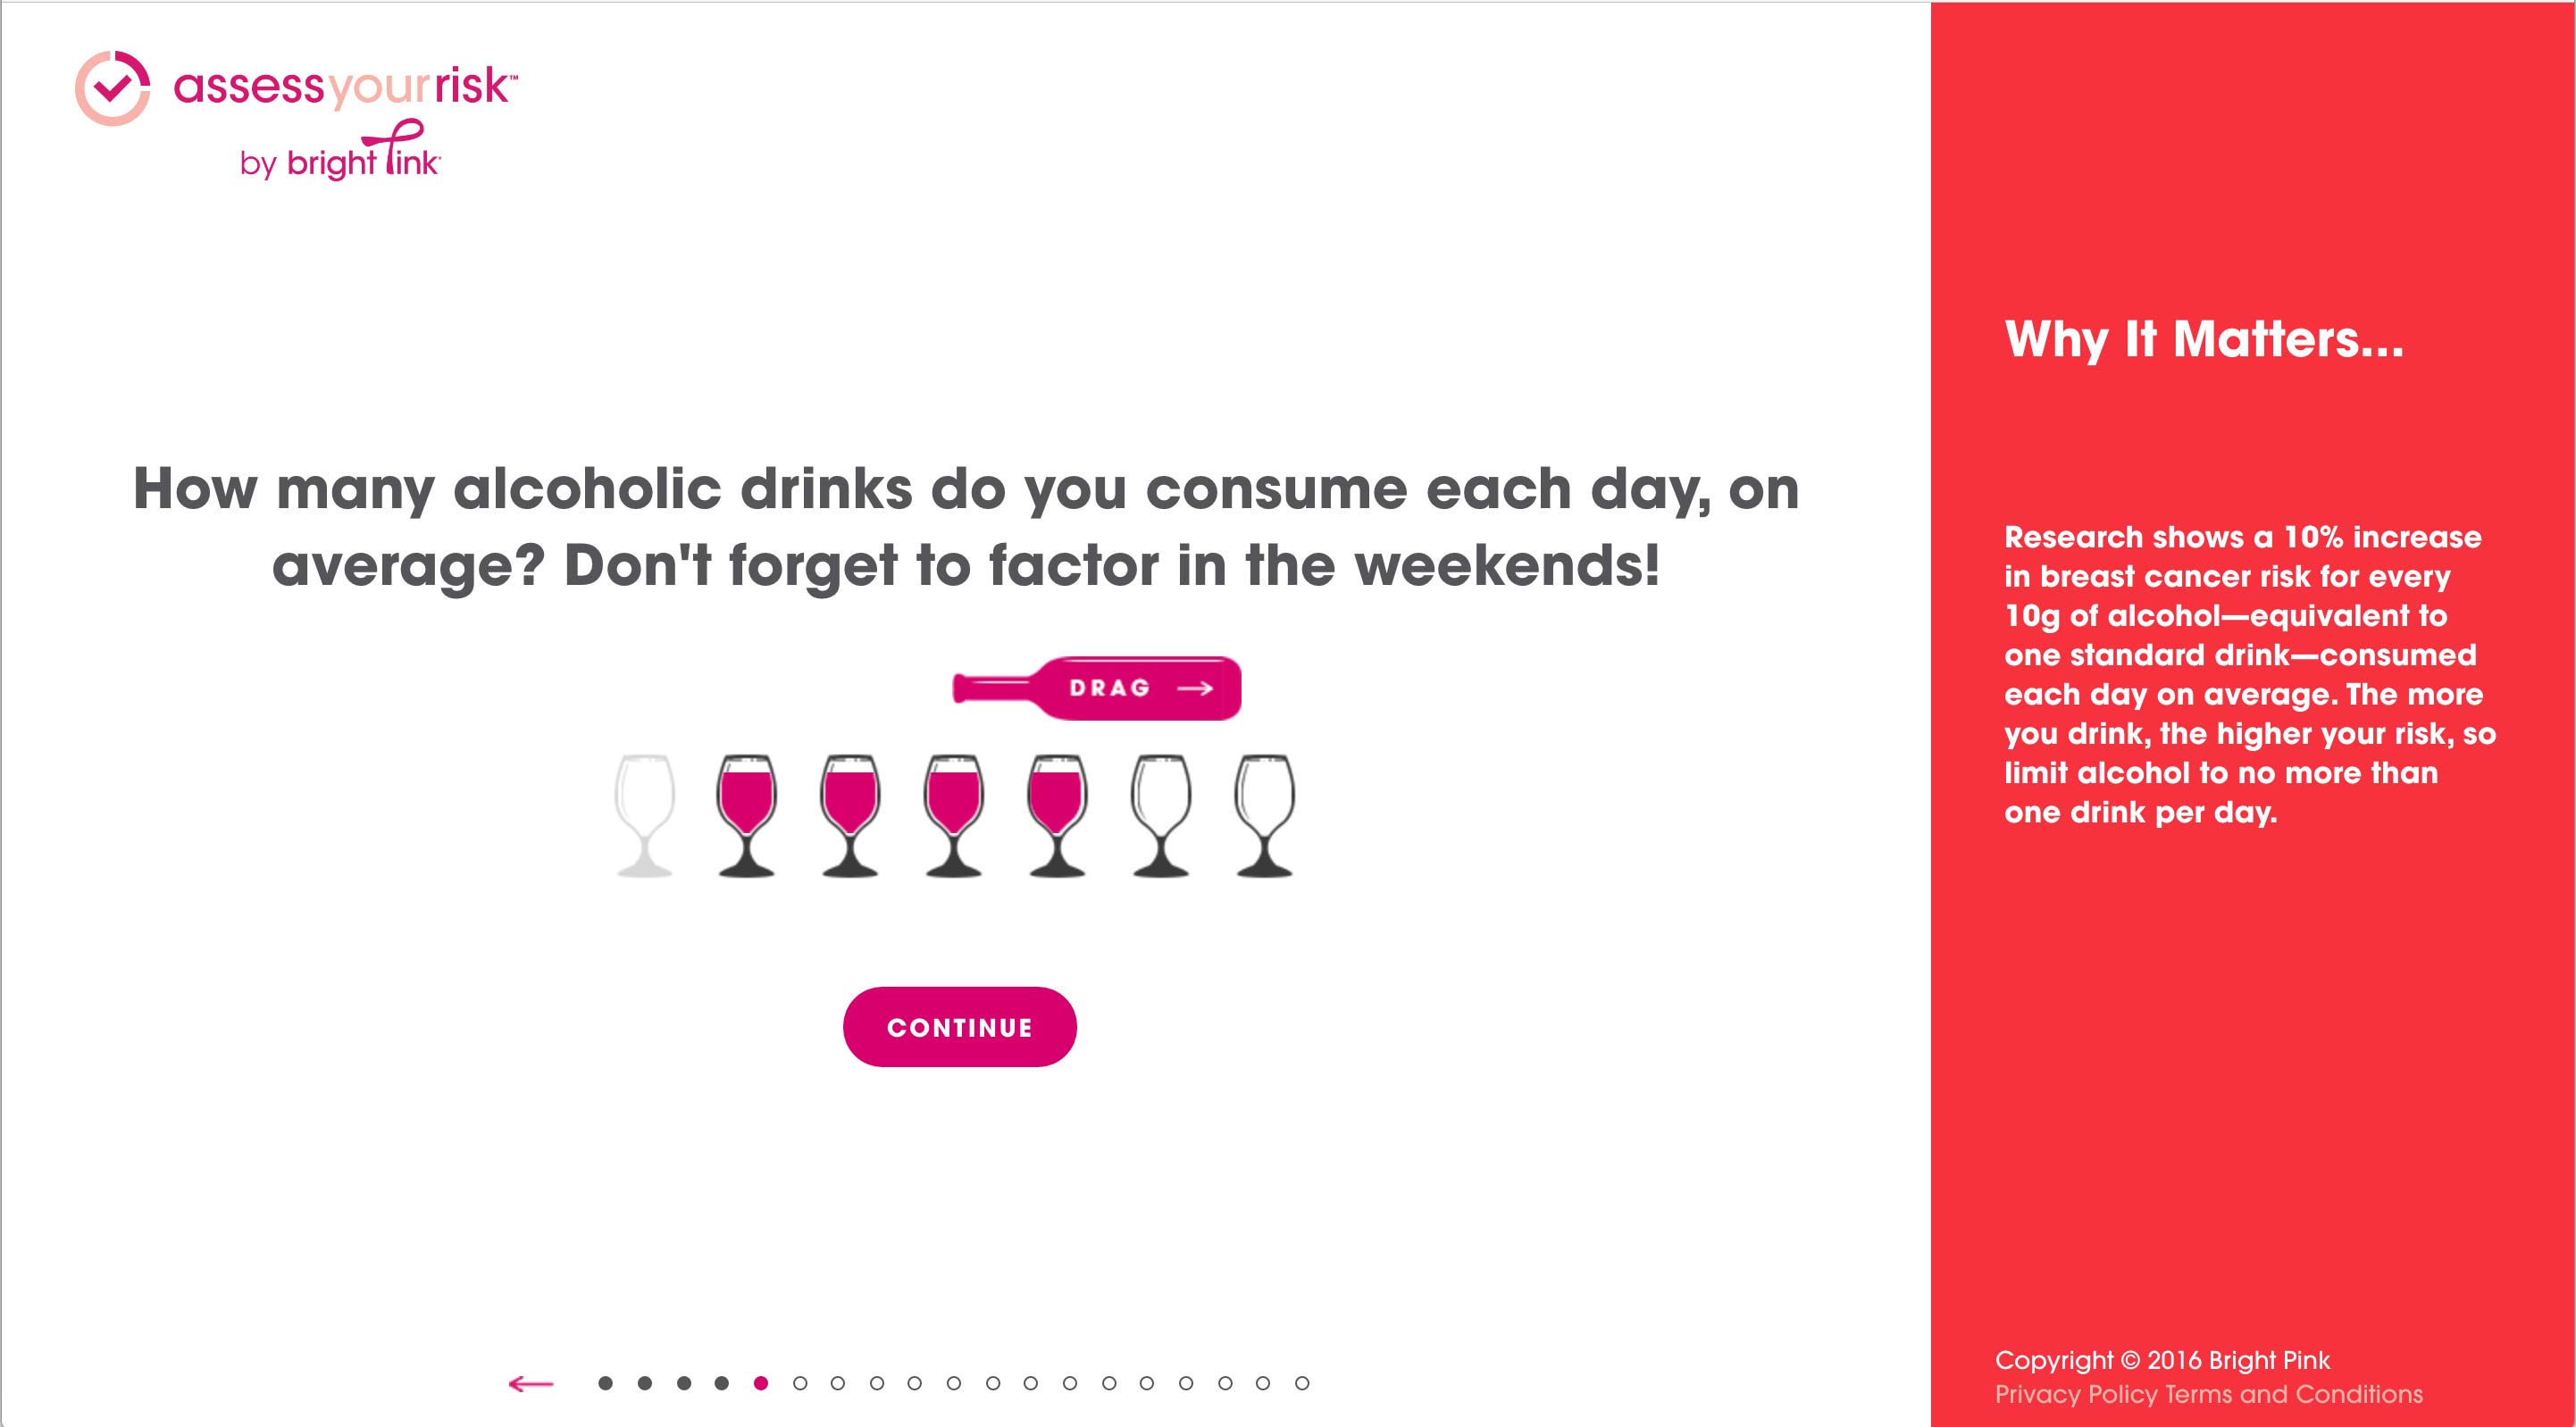 assessyourrisk™
by bright pink
How many alcoholic drinks do you consume each day, on
average? Don't forget to factor in the weekends!
DRAG →
CONTINUE
Why It Matters...
Research shows a 10% increase
in breast cancer risk for every
10g of alcohol—equivalent to
one standard drink—consumed
each day on average. The more
you drink, the higher your risk, so
limit alcohol to no more than
one drink per day.
Copyright © 2016 Bright Pink
Privacy Policy Terms and Conditions